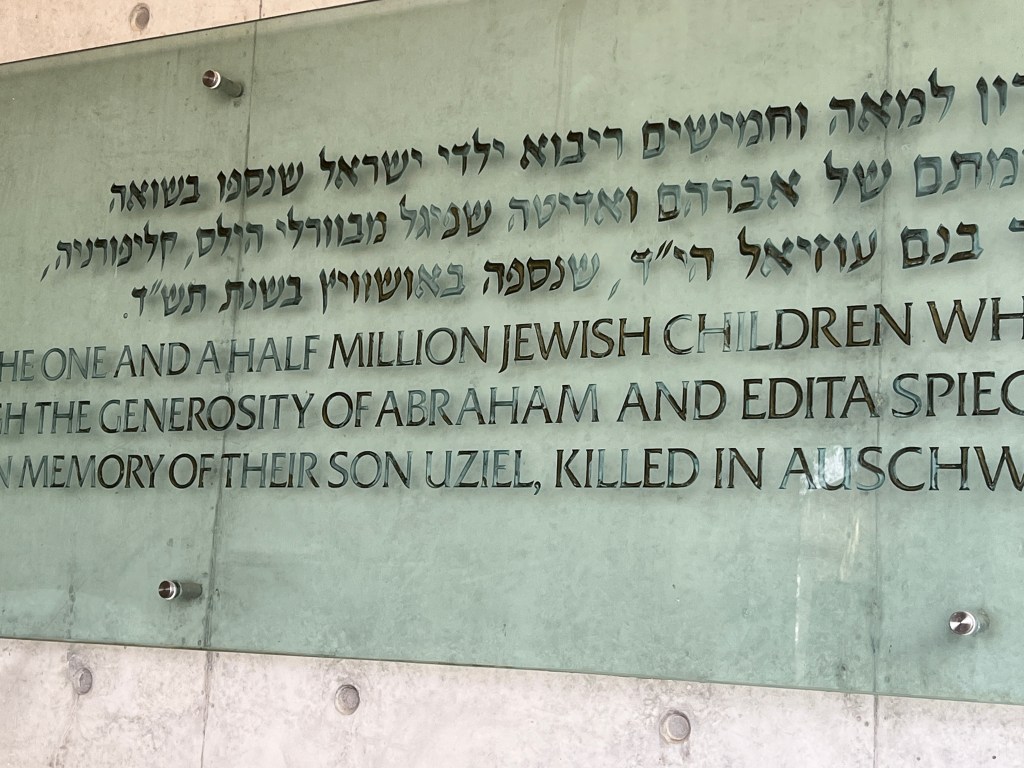 למאה וחמישים ריבוא ילדי ישראל שנספו בשואה
של אברהם ואדיטה שפיגל מבוורלי הילס, קליפורניה,
בנם עוזיאל הי״ד, שנספה באושוויץ בשנת תש״ד.
HE ONE AND A HALF MILLION JEWISH CHILDREN WH
GH THE GENEROSITY OF ABRAHAM AND EDITA SPIEG
N MEMORY OF THEIR SON UZIEL, KILLED IN AUSCHW